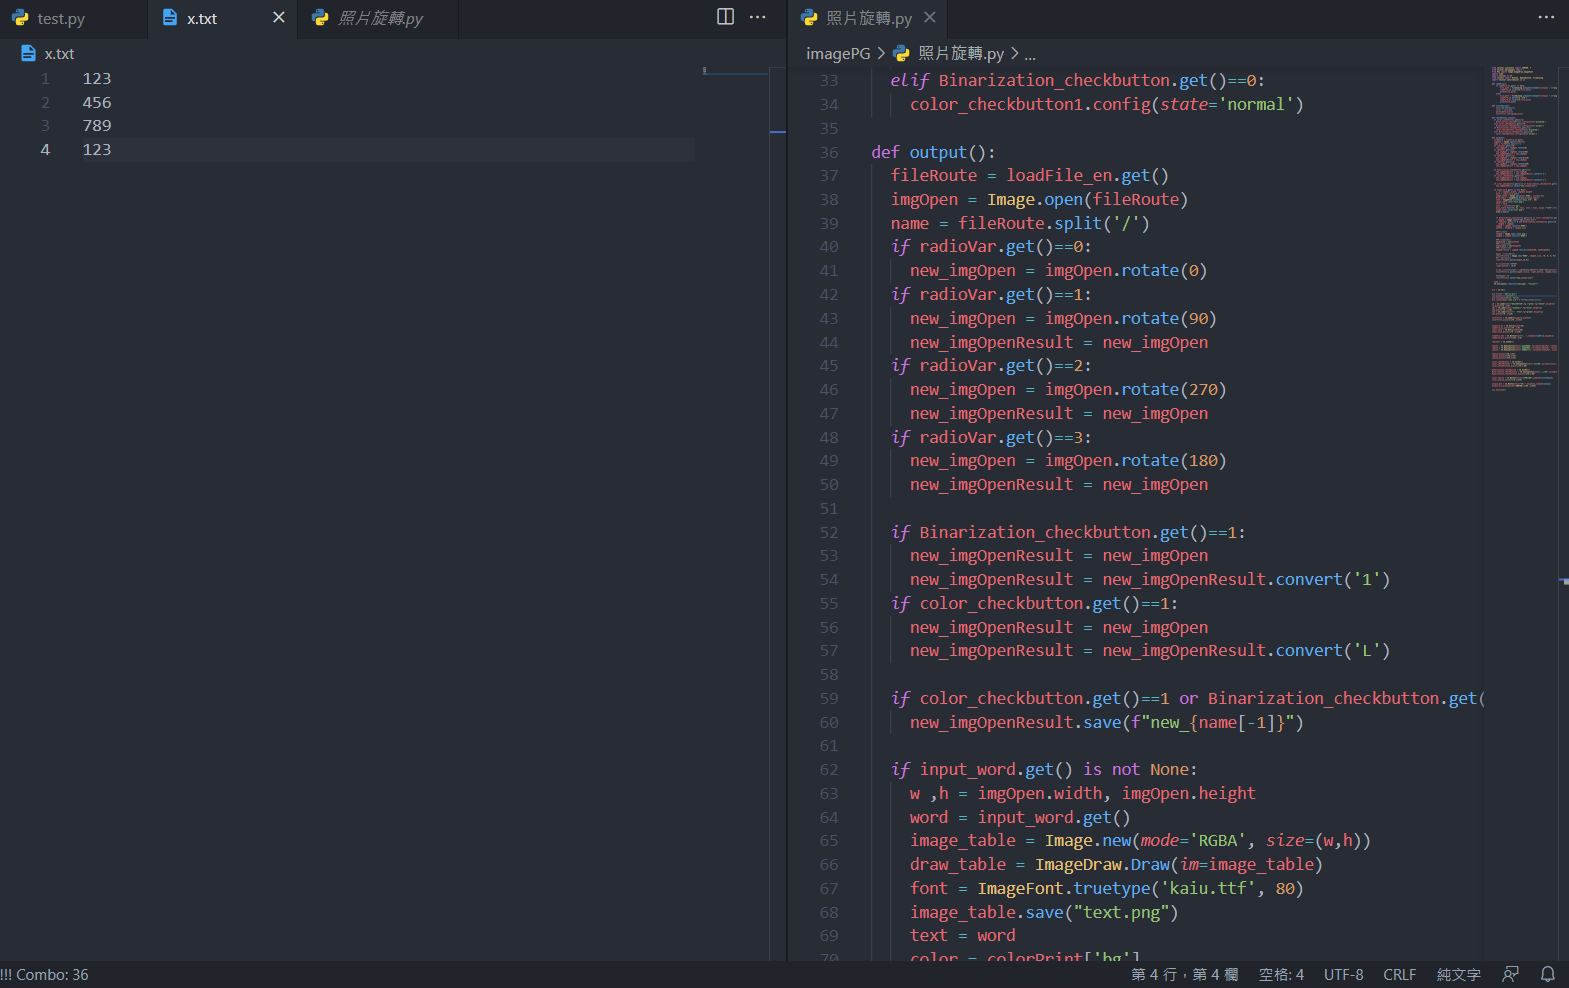 test.py
x.txt
照片旋轉.py
x.txt
1 123
2 456
3 789
4 123
照片旋轉.py
imagePG > 照片旋轉.py > ...
33 elif Binarization_checkbutton.get()==0:
34 color_checkbutton1.config(state='normal')
35
36 def output():
37 fileRoute = loadFile_en.get()
38 imgOpen = Image.open(fileRoute)
39 name = fileRoute.split('/')
40 if radioVar.get()==0:
41 new_imgOpen = imgOpen.rotate(0)
42 if radioVar.get()==1:
43 new_imgOpen = imgOpen.rotate(90)
44 new_imgOpenResult = new_imgOpen
45 if radioVar.get()==2:
46 new_imgOpen = imgOpen.rotate(270)
47 new_imgOpenResult = new_imgOpen
48 if radioVar.get()==3:
49 new_imgOpen = imgOpen.rotate(180)
50 new_imgOpenResult = new_imgOpen
51
52 if Binarization_checkbutton.get()==1:
53 new_imgOpenResult = new_imgOpen
54 new_imgOpenResult = new_imgOpenResult.convert('1')
55 if color_checkbutton.get()==1:
56 new_imgOpenResult = new_imgOpen
57 new_imgOpenResult = new_imgOpenResult.convert('L')
58
59 if color_checkbutton.get()==1 or Binarization_checkbutton.get(
60 new_imgOpenResult.save(f"new_{name[-1]}")
61
62 if input_word.get() is not None:
63 w ,h = imgOpen.width, imgOpen.height
64 word = input_word.get()
65 image_table = Image.new(mode='RGBA', size=(w,h))
66 draw_table = ImageDraw.Draw(im=image_table)
67 font = ImageFont.truetype('kaiu.ttf', 80)
68 image_table.save("text.png")
69 text = word
70 color = colorPrint['bg']
!!! Combo: 36
第 4 行，第 4 欄
空格: 4
UTF-8
CRLF
純文字